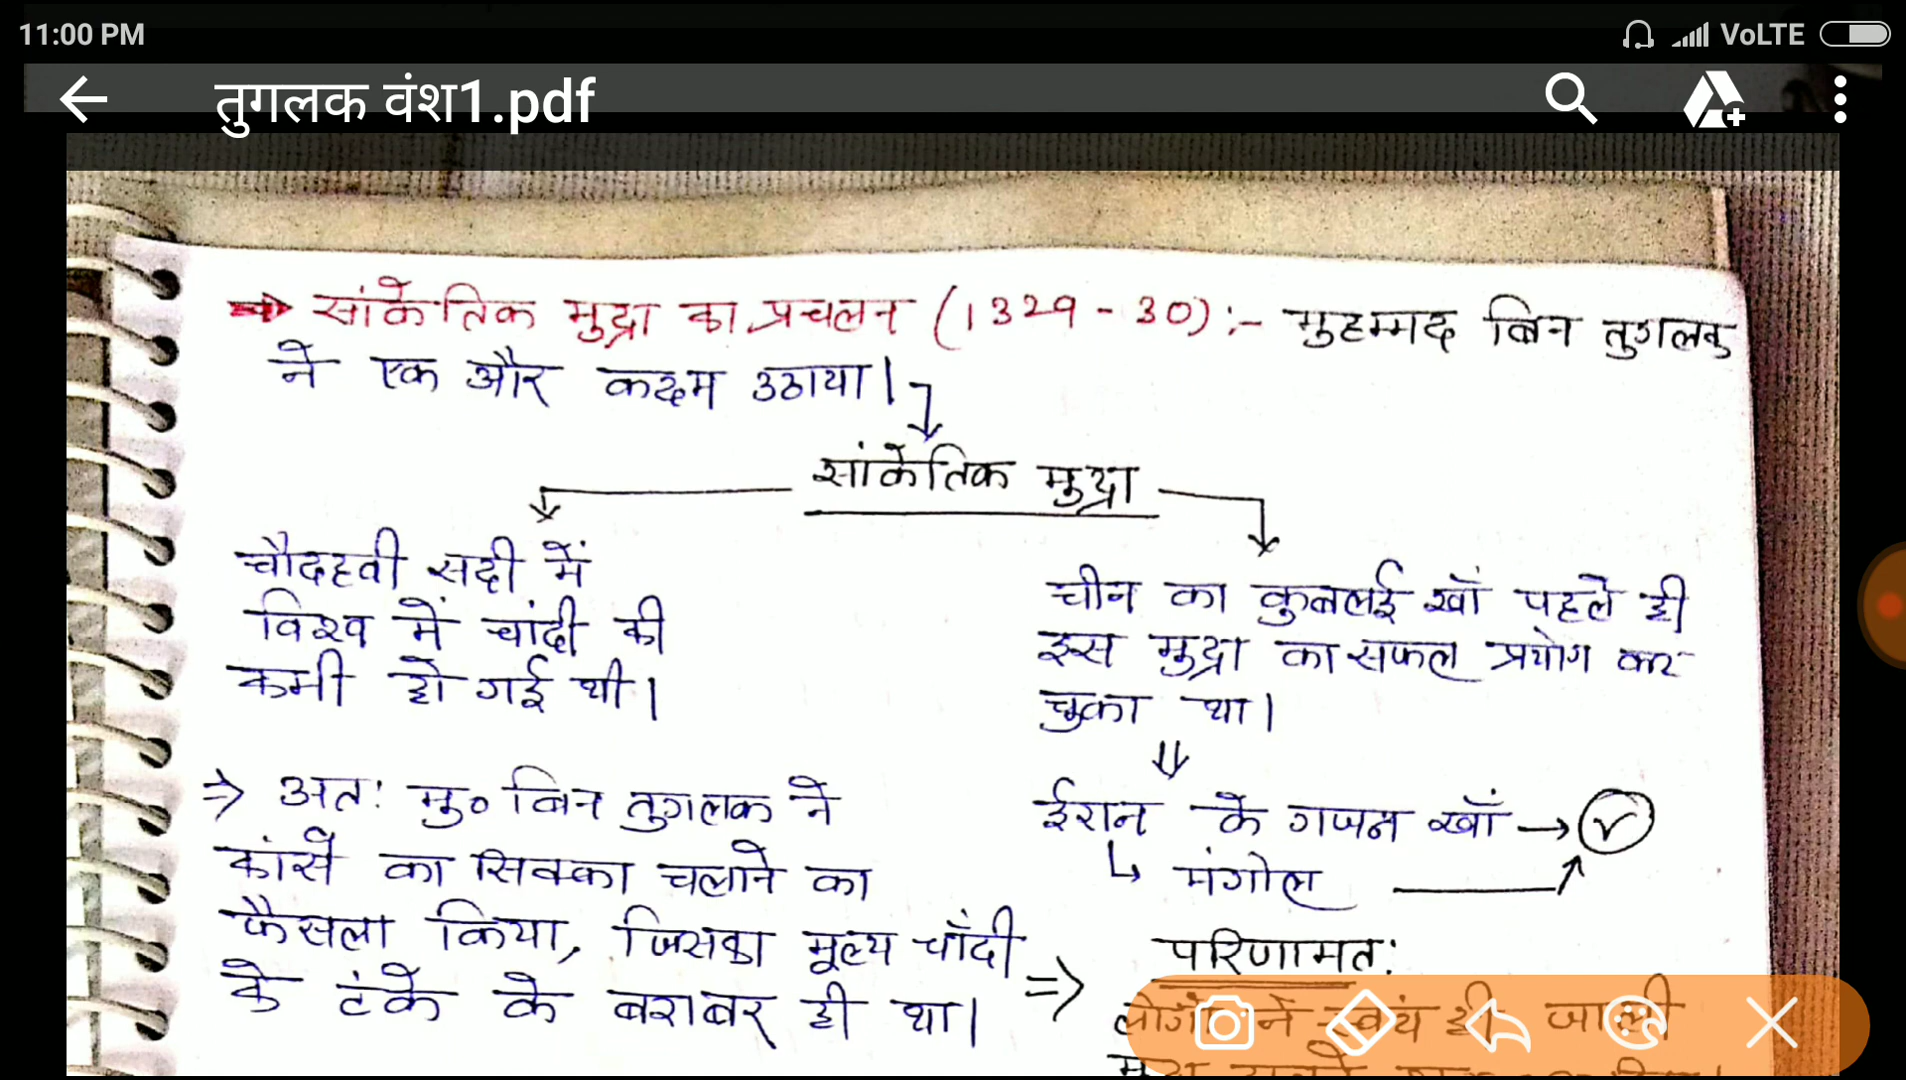 11:00 PM
VoLTE
तुगलक वंश1.pdf
सांकेतिक मुद्रा का प्रचलन (1329-30):- मुहम्मद बिन तुगलक
ने एक और कदम उठाया।
सांकेतिक मुद्रा
चौदहवी सदी में
विश्व में चांदी की
कमी हो गई थी।
चीन का कुबलई खाँ पहले ही
इस मुद्रा का सफल प्रयोग कर
चुका था।
⇒ अतः मु० बिन तुगलक ने
कांसे का सिक्का चलाने का
फैसला किया, जिसका मूल्य चाँदी
के टंके के बराबर ही था।
ईरान के गजन खाँ →
↳ मंगोल
⇒ परिणामतः
लोगों ने स्वयं ही जाली